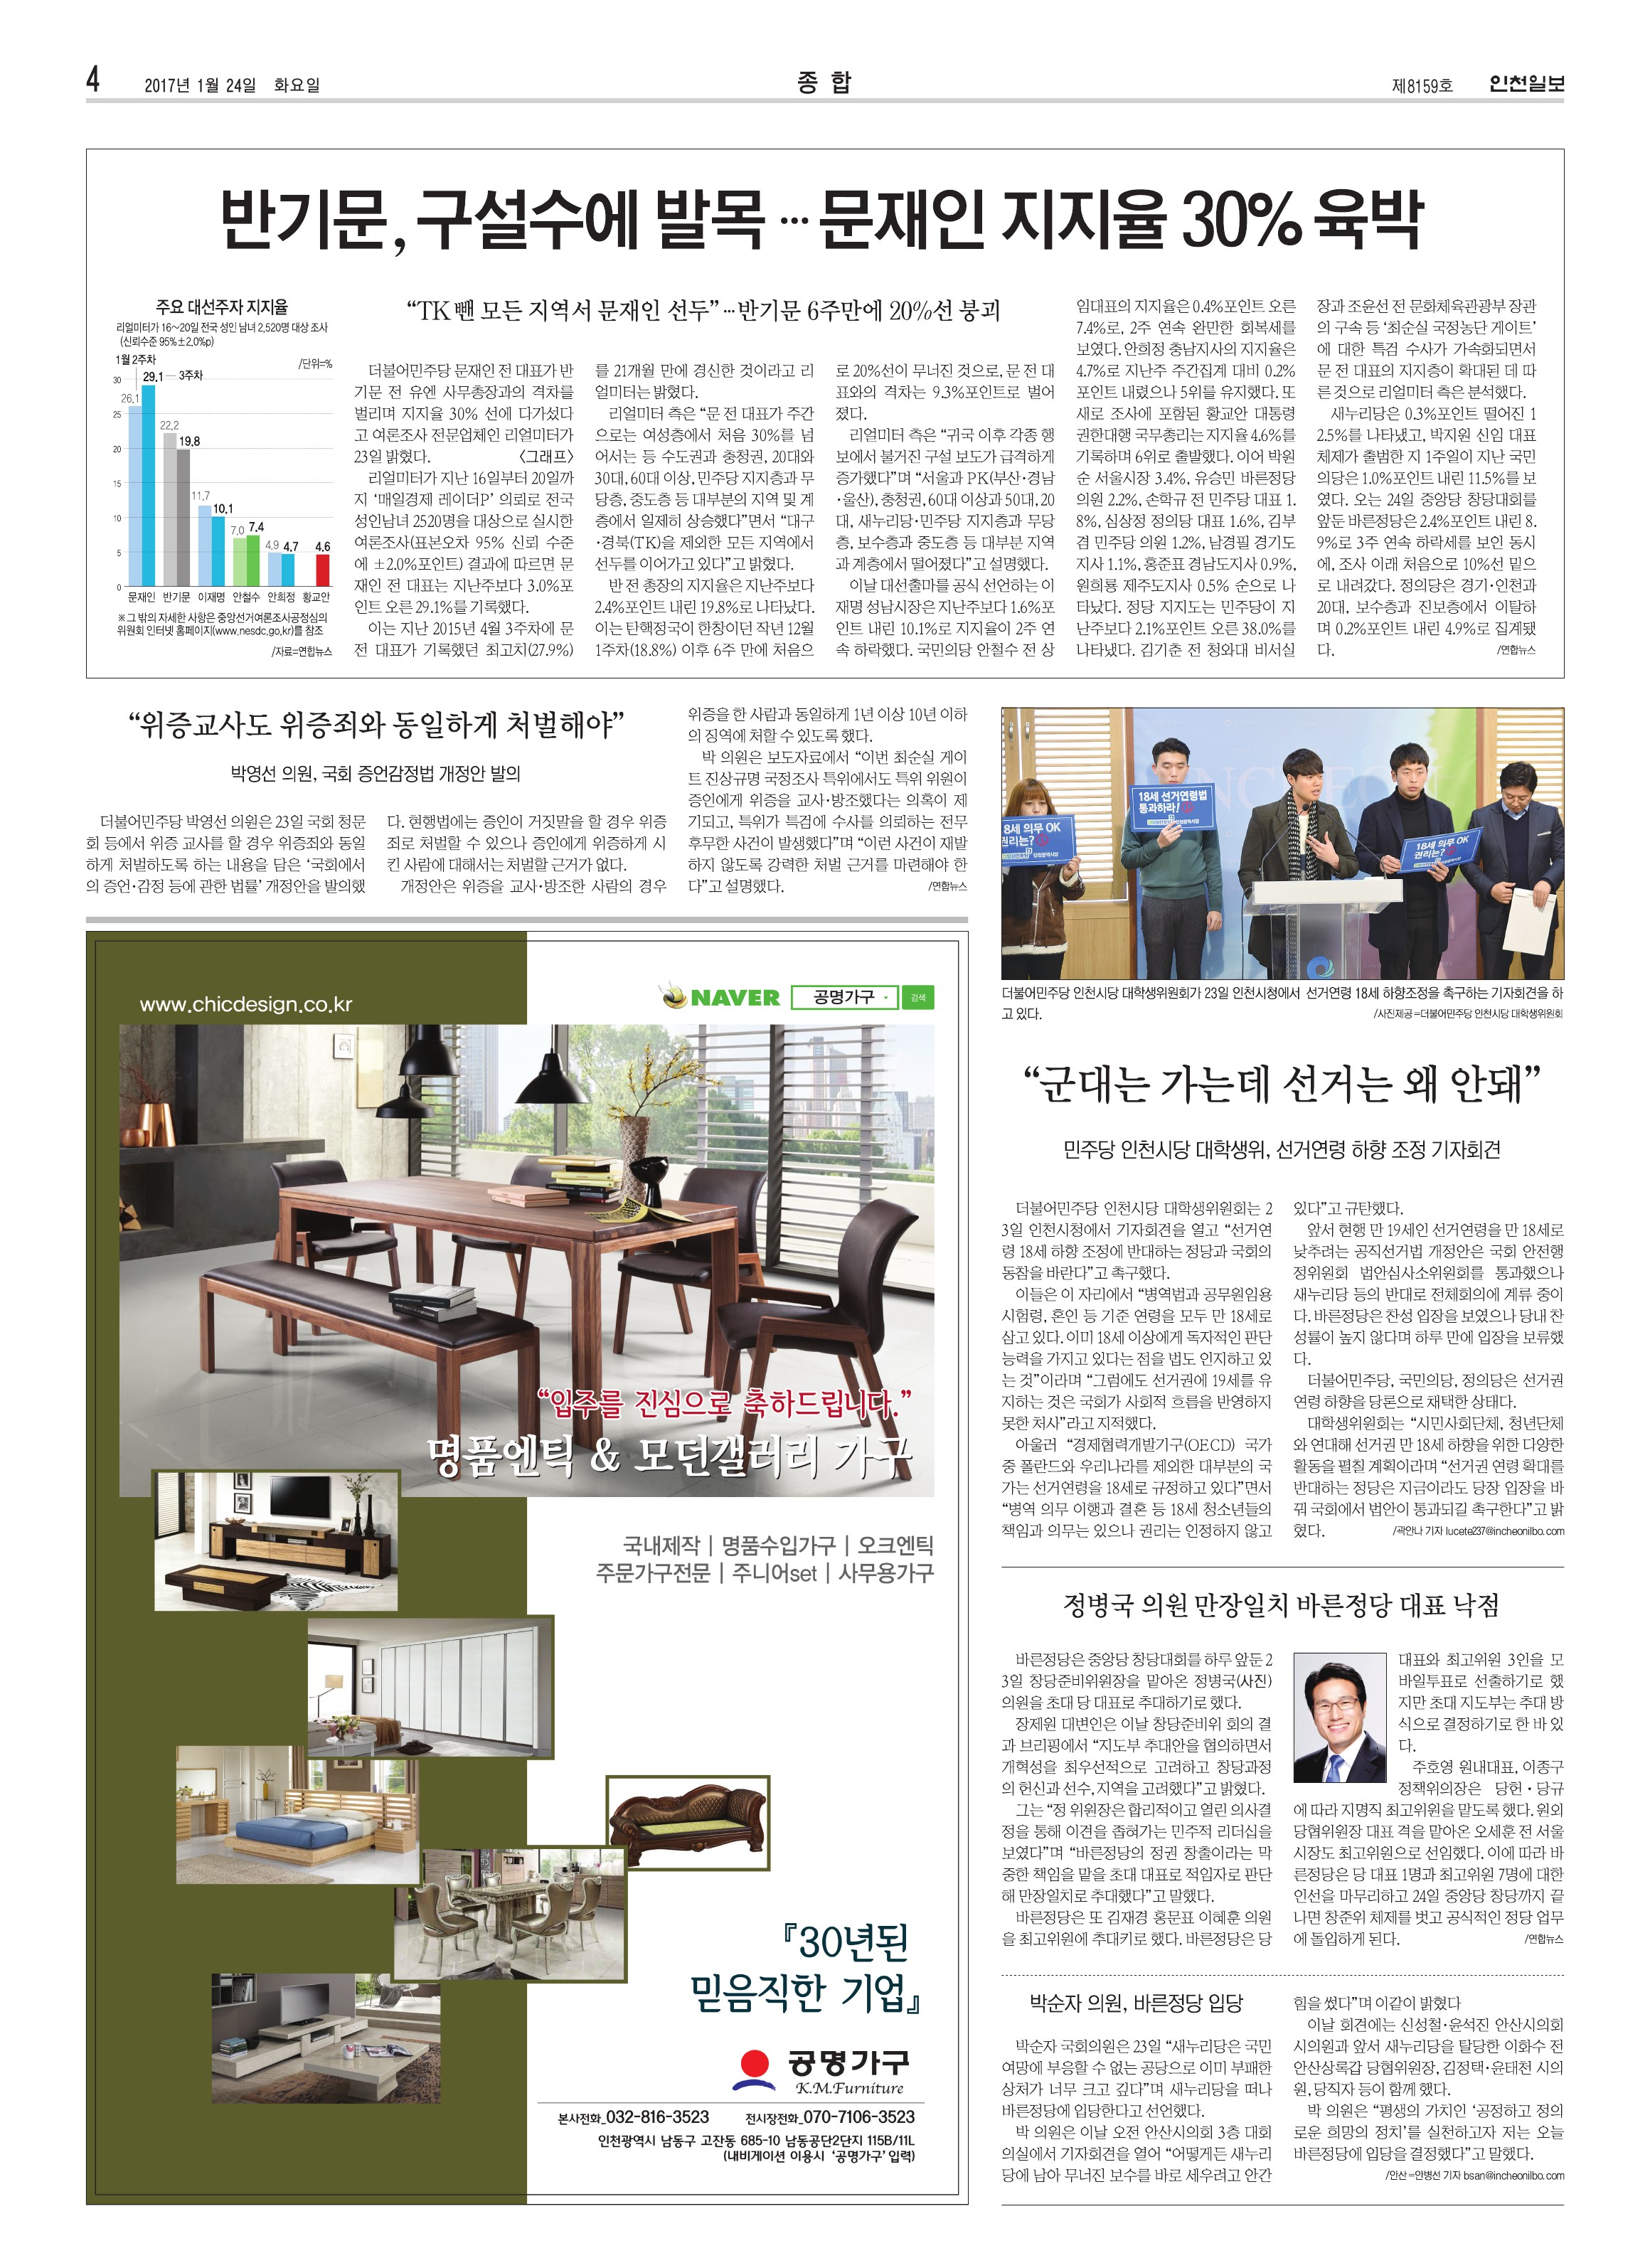 4
2017년 1월 24일 화요일
종 합
제8159호
인천일보
반기문, 구설수에 발목 … 문재인 지지율 30% 육박
주요 대선주자 지지율
리얼미터가 16~20일 전국 성인 남녀 2,520명 대상 조사
(신뢰수준 95%±2.0%p)
1월 2주차
/단위=%
29.1
3주차
30
26.1
25
22.2
19.8
20
15
11.7
10.1
10
7.0
7.4
4.9
4.7
4.6
5
0
문재인 반기문 이재명 안철수 안희정 황교안
※그 밖의 자세한 사항은 중앙선거여론조사공정심의
위원회 인터넷 홈페이지(www.nesdc.go.kr)를 참조
/자료=연합뉴스
“TK 뺀 모든 지역서 문재인 선두” … 반기문 6주만에 20%선 붕괴
더불어민주당 문재인 전 대표가 반
기문 전 유엔 사무총장과의 격차를
벌리며 지지율 30% 선에 다가섰다
고 여론조사 전문업체인 리얼미터가
23일 밝혔다. 〈그래프〉
리얼미터가 지난 16일부터 20일까
지 ‘매일경제 레이더P’ 의뢰로 전국
성인남녀 2520명을 대상으로 실시한
여론조사(표본오차 95% 신뢰 수준
에 ±2.0%포인트) 결과에 따르면 문
재인 전 대표는 지난주보다 3.0%포
인트 오른 29.1%를 기록했다.
이는 지난 2015년 4월 3주차에 문
전 대표가 기록했던 최고치(27.9%)
를 21개월 만에 경신한 것이라고 리
얼미터는 밝혔다.
리얼미터 측은 “문 전 대표가 주간
으로는 여성층에서 처음 30%를 넘
어서는 등 수도권과 충청권, 20대와
30대, 60대 이상, 민주당 지지층과 무
당층, 중도층 등 대부분의 지역 및 계
층에서 일제히 상승했다”면서 “대구
·경북(TK)을 제외한 모든 지역에서
선두를 이어가고 있다”고 밝혔다.
반 전 총장의 지지율은 지난주보다
2.4%포인트 내린 19.8%로 나타났다.
이는 탄핵정국이 한창이던 작년 12월
1주차(18.8%) 이후 6주 만에 처음으
로 20%선이 무너진 것으로, 문 전 대
표와의 격차는 9.3%포인트로 벌어
졌다.
리얼미터 측은 “귀국 이후 각종 행
보에서 불거진 구설 보도가 급격하게
증가했다”며 “서울과 PK(부산·경남
·울산), 충청권, 60대 이상과 50대, 20
대, 새누리당·민주당 지지층과 무당
층, 보수층과 중도층 등 대부분 지역
과 계층에서 떨어졌다”고 설명했다.
이날 대선출마를 공식 선언하는 이
재명 성남시장은 지난주보다 1.6%포
인트 내린 10.1%로 지지율이 2주 연
속 하락했다. 국민의당 안철수 전 상
임대표의 지지율은 0.4%포인트 오른
7.4%로, 2주 연속 완만한 회복세를
보였다. 안희정 충남지사의 지지율은
4.7%로 지난주 주간집계 대비 0.2%
포인트 내렸으나 5위를 유지했다. 또
새로 조사에 포함된 황교안 대통령
권한대행 국무총리는 지지율 4.6%를
기록하며 6위로 출발했다. 이어 박원
순 서울시장 3.4%, 유승민 바른정당
의원 2.2%, 손학규 전 민주당 대표 1.
8%, 심상정 정의당 대표 1.6%, 김부
겸 민주당 의원 1.2%, 남경필 경기도
지사 1.1%, 홍준표 경남도지사 0.9%,
원희룡 제주도지사 0.5% 순으로 나
타났다. 정당 지지도는 민주당이 지
난주보다 2.1%포인트 오른 38.0%를
나타냈다. 김기춘 전 청와대 비서실
장과 조윤선 전 문화체육관광부 장관
의 구속 등 ‘최순실 국정농단 게이트’
에 대한 특검 수사가 가속화되면서
문 전 대표의 지지층이 확대된 데 따
른 것으로 리얼미터 측은 분석했다.
새누리당은 0.3%포인트 떨어진 1
2.5%를 나타냈고, 박지원 신임 대표
체제가 출범한 지 1주일이 지난 국민
의당은 1.0%포인트 내린 11.5%를 보
였다. 오는 24일 중앙당 창당대회를
앞둔 바른정당은 2.4%포인트 내린 8.
9%로 3주 연속 하락세를 보인 동시
에, 조사 이래 처음으로 10%선 밑으
로 내려갔다. 정의당은 경기·인천과
20대, 보수층과 진보층에서 이탈하
며 0.2%포인트 내린 4.9%로 집계됐
다. /연합뉴스
“위증교사도 위증죄와 동일하게 처벌해야”
박영선 의원, 국회 증언감정법 개정안 발의
더불어민주당 박영선 의원은 23일 국회 청문
회 등에서 위증 교사를 할 경우 위증죄와 동일
하게 처벌하도록 하는 내용을 담은 ‘국회에서
의 증언·감정 등에 관한 법률’ 개정안을 발의했
다. 현행법에는 증인이 거짓말을 할 경우 위증
죄로 처벌할 수 있으나 증인에게 위증하게 시
킨 사람에 대해서는 처벌할 근거가 없다.
개정안은 위증을 교사·방조한 사람의 경우
위증을 한 사람과 동일하게 1년 이상 10년 이하
의 징역에 처할 수 있도록 했다.
박 의원은 보도자료에서 “이번 최순실 게이
트 진상규명 국정조사 특위에서도 특위 위원이
증인에게 위증을 교사·방조했다는 의혹이 제
기되고, 특위가 특검에 수사를 의뢰하는 전무
후무한 사건이 발생했다”며 “이런 사건이 재발
하지 않도록 강력한 처벌 근거를 마련해야 한
다”고 설명했다. /연합뉴스
INCHEON
18세 선거연령법
통과하라!
8세 의무 OK
권리는?
18세 의무 OK
권리는?
더불어민주당 인천시당 대학생위원회가 23일 인천시청에서 선거연령 18세 하향조정을 촉구하는 기자회견을 하
고 있다. /사진제공=더불어민주당 인천시당 대학생위원회
“군대는 가는데 선거는 왜 안돼”
민주당 인천시당 대학생위, 선거연령 하향 조정 기자회견
더불어민주당 인천시당 대학생위원회는 2
3일 인천시청에서 기자회견을 열고 “선거연
령 18세 하향 조정에 반대하는 정당과 국회의
동참을 바란다”고 촉구했다.
이들은 이 자리에서 “병역법과 공무원임용
시험령, 혼인 등 기준 연령을 모두 만 18세로
삼고 있다. 이미 18세 이상에게 독자적인 판단
능력을 가지고 있다는 점을 법도 인지하고 있
는 것”이라며 “그럼에도 선거권에 19세를 유
지하는 것은 국회가 사회적 흐름을 반영하지
못한 처사”라고 지적했다.
아울러 “경제협력개발기구(OECD) 국가
중 폴란드와 우리나라를 제외한 대부분의 국
가는 선거연령을 18세로 규정하고 있다”면서
“병역 의무 이행과 결혼 등 18세 청소년들의
책임과 의무는 있으나 권리는 인정하지 않고
있다”고 규탄했다.
앞서 현행 만 19세인 선거연령을 만 18세로
낮추려는 공직선거법 개정안은 국회 안전행
정위원회 법안심사소위원회를 통과했으나
새누리당 등의 반대로 전체회의에 계류 중이
다. 바른정당은 찬성 입장을 보였으나 당내 찬
성률이 높지 않다며 하루 만에 입장을 보류했
다.
더불어민주당, 국민의당, 정의당은 선거권
연령 하향을 당론으로 채택한 상태다.
대학생위원회는 “시민사회단체, 청년단체
와 연대해 선거권 만 18세 하향을 위한 다양한
활동을 펼칠 계획이라며 “선거권 연령 확대를
반대하는 정당은 지금이라도 당장 입장을 바
꿔 국회에서 법안이 통과되길 촉구한다”고 밝
혔다. /곽안나 기자 lucete237@incheonilbo.com
정병국 의원 만장일치 바른정당 대표 낙점
바른정당은 중앙당 창당대회를 하루 앞둔 2
3일 창당준비위원장을 맡아온 정병국(사진)
의원을 초대 당 대표로 추대하기로 했다.
장제원 대변인은 이날 창당준비위 회의 결
과 브리핑에서 “지도부 추대안을 협의하면서
개혁성을 최우선적으로 고려하고 창당과정
의 헌신과 선수, 지역을 고려했다”고 밝혔다.
그는 “정 위원장은 합리적이고 열린 의사결
정을 통해 이견을 좁혀가는 민주적 리더십을
보였다”며 “바른정당의 정권 창출이라는 막
중한 책임을 맡을 초대 대표로 적임자로 판단
해 만장일치로 추대했다”고 말했다.
바른정당은 또 김재경 홍문표 이혜훈 의원
을 최고위원에 추대키로 했다. 바른정당은 당
대표와 최고위원 3인을 모
바일투표로 선출하기로 했
지만 초대 지도부는 추대 방
식으로 결정하기로 한 바 있
다.
주호영 원내대표, 이종구
정책위의장은 당헌·당규
에 따라 지명직 최고위원을 맡도록 했다. 원외
당협위원장 대표 격을 맡아온 오세훈 전 서울
시장도 최고위원으로 선임했다. 이에 따라 바
른정당은 당 대표 1명과 최고위원 7명에 대한
인선을 마무리하고 24일 중앙당 창당까지 끝
나면 창준위 체제를 벗고 공식적인 정당 업무
에 돌입하게 된다. /연합뉴스
박순자 의원, 바른정당 입당
박순자 국회의원은 23일 “새누리당은 국민
여망에 부응할 수 없는 공당으로 이미 부패한
상처가 너무 크고 깊다”며 새누리당을 떠나
바른정당에 입당한다고 선언했다.
박 의원은 이날 오전 안산시의회 3층 대회
의실에서 기자회견을 열어 “어떻게든 새누리
당에 남아 무너진 보수를 바로 세우려고 안간
힘을 썼다”며 이같이 밝혔다
이날 회견에는 신성철·윤석진 안산시의회
시의원과 앞서 새누리당을 탈당한 이화수 전
안산상록갑 당협위원장, 김정택·윤태천 시의
원, 당직자 등이 함께 했다.
박 의원은 “평생의 가치인 ‘공정하고 정의
로운 희망의 정치’를 실천하고자 저는 오늘
바른정당에 입당을 결정했다”고 말했다.
/안산=안병선 기자 bsan@incheonilbo.com
www.chicdesign.co.kr
NAVER 공명가구 검색
“입주를 진심으로 축하드립니다.”
명품엔틱 & 모던갤러리 가구
국내제작 | 명품수입가구 | 오크엔틱
주문가구전문 | 주니어set | 사무용가구
『30년된
믿음직한 기업』
공명가구
K.M.Furniture
본사전화_032-816-3523 전시장전화_070-7106-3523
인천광역시 남동구 고잔동 685-10 남동공단2단지 115B/11L
(내비게이션 이용시 ‘공명가구’ 입력)